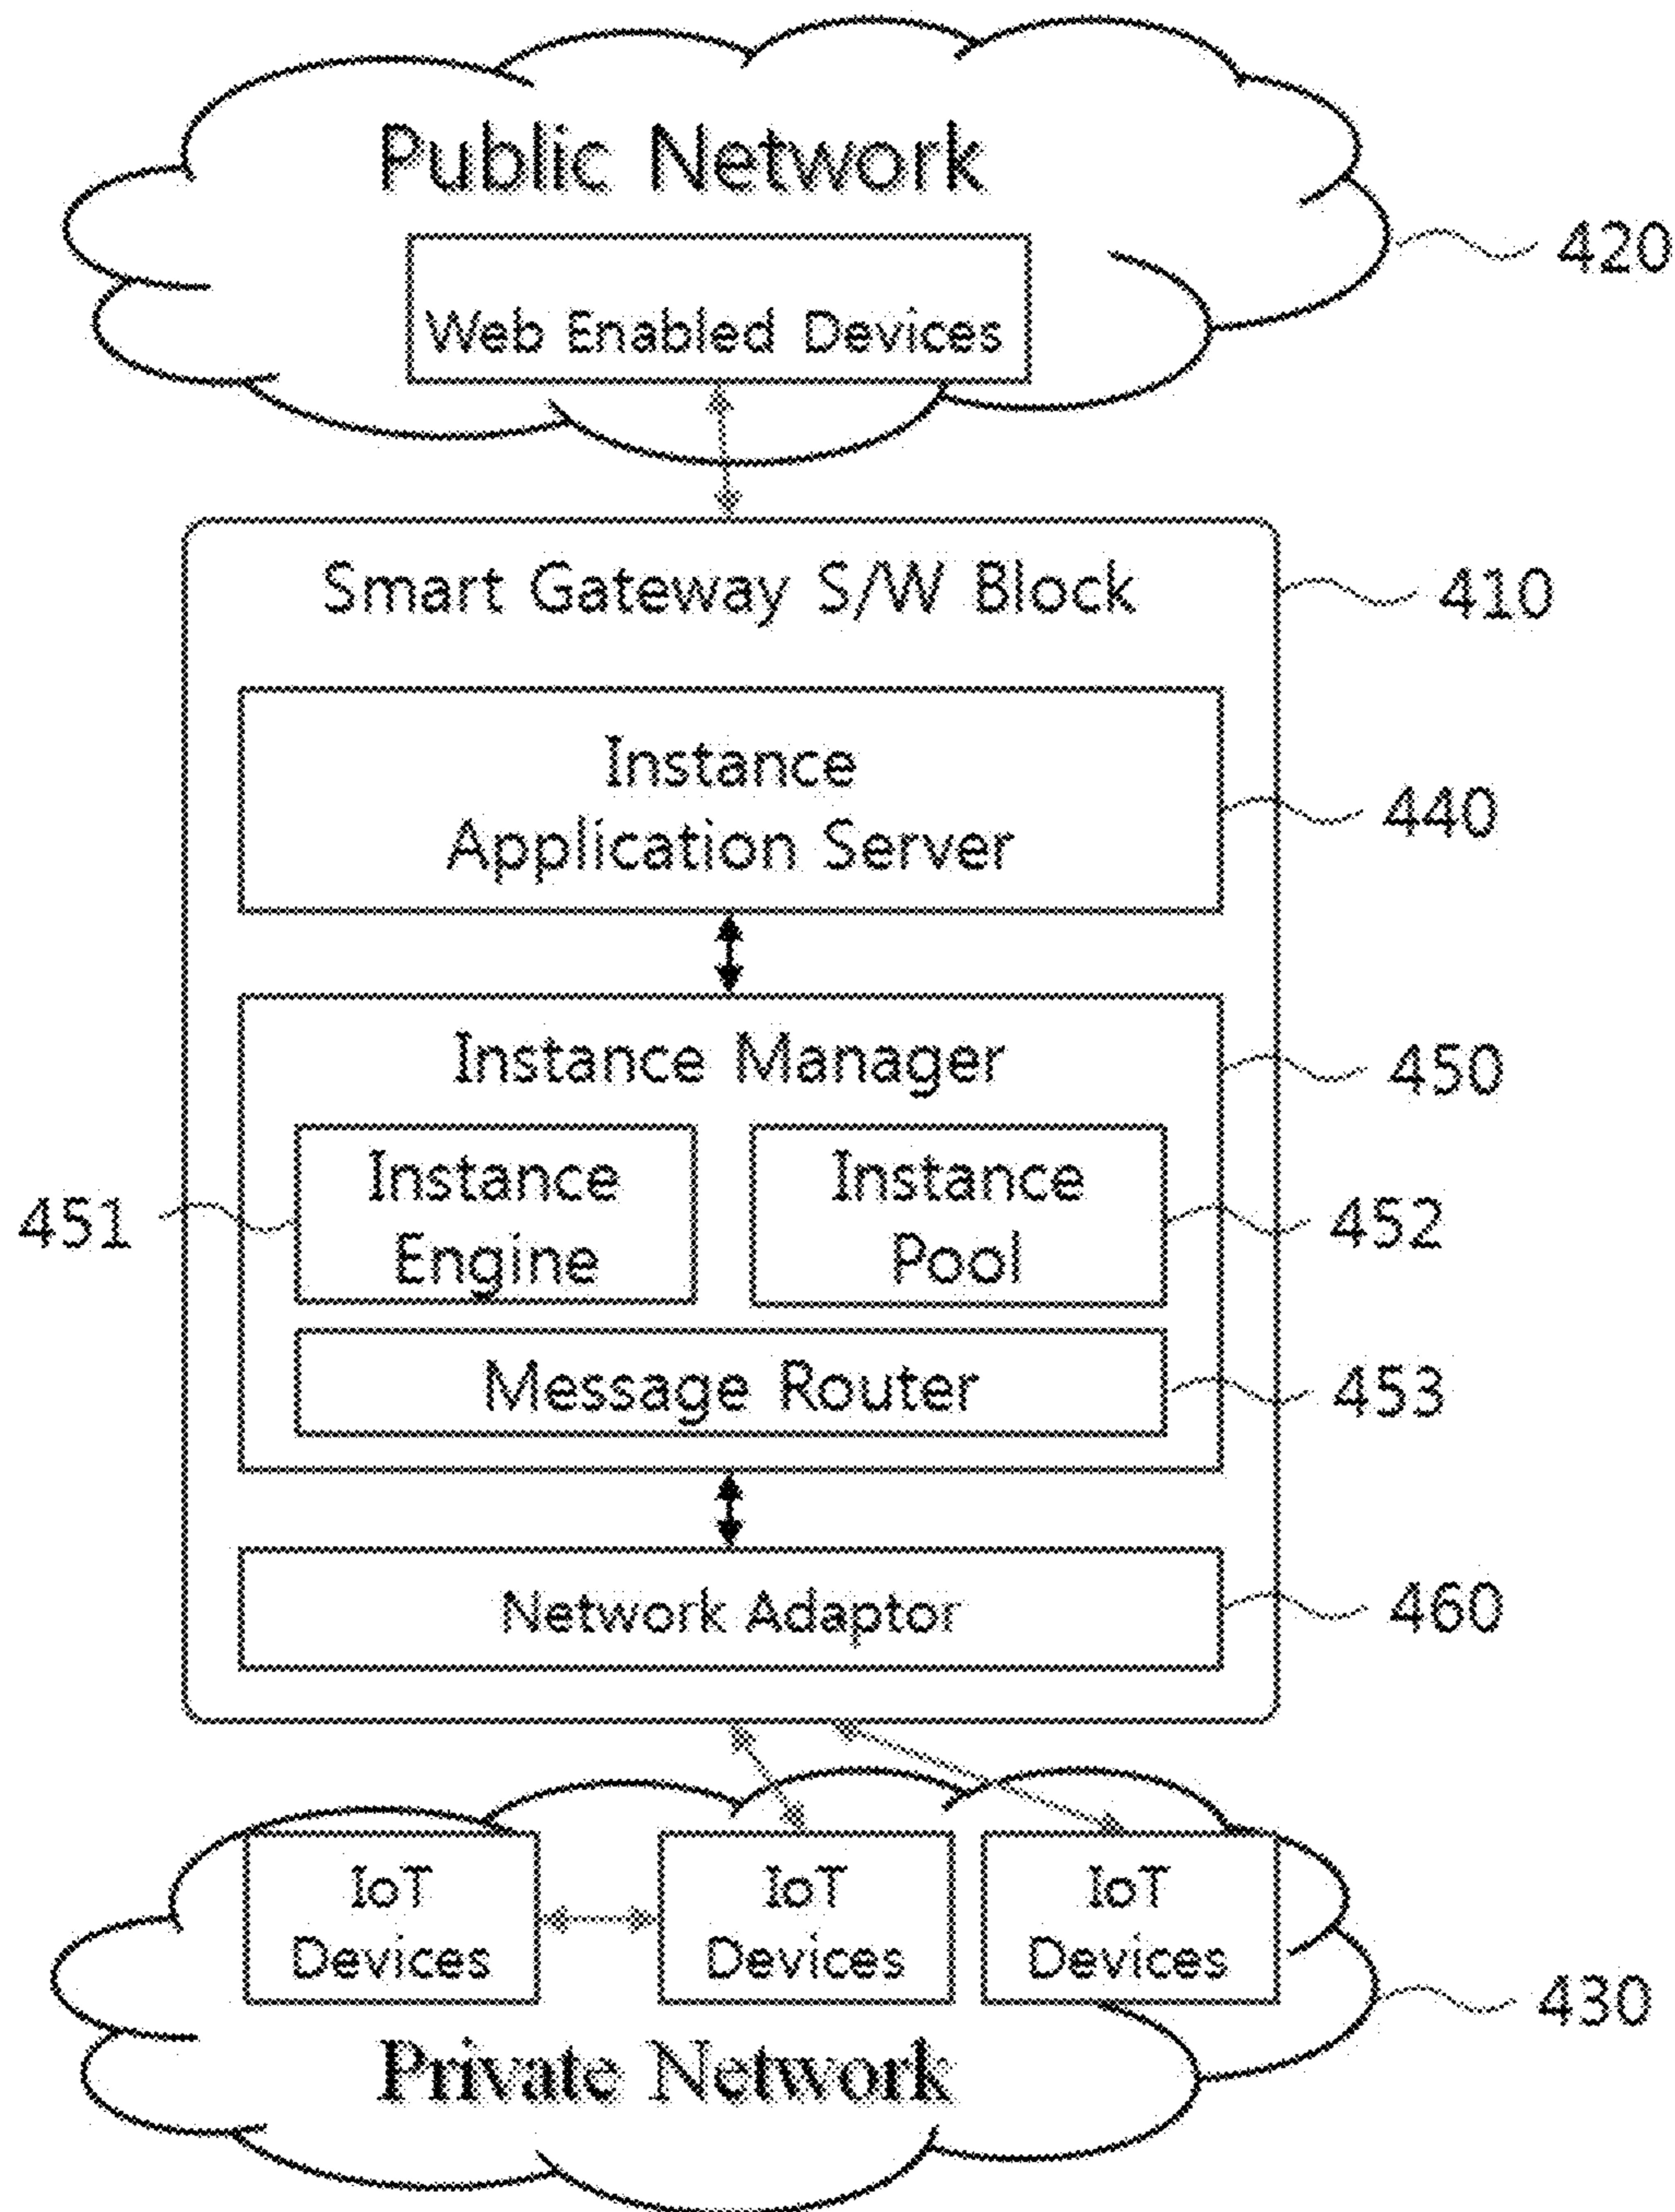 Public Network
Web Enabled Devices
420
Smart Gateway S/W Block
410
Instance
Application Server
440
Instance Manager
450
Instance
Engine
451
Instance
Pool
452
Message Router
453
Network Adaptor
460
IoT
Devices
IoT
Devices
IoT
Devices
430
Private Network